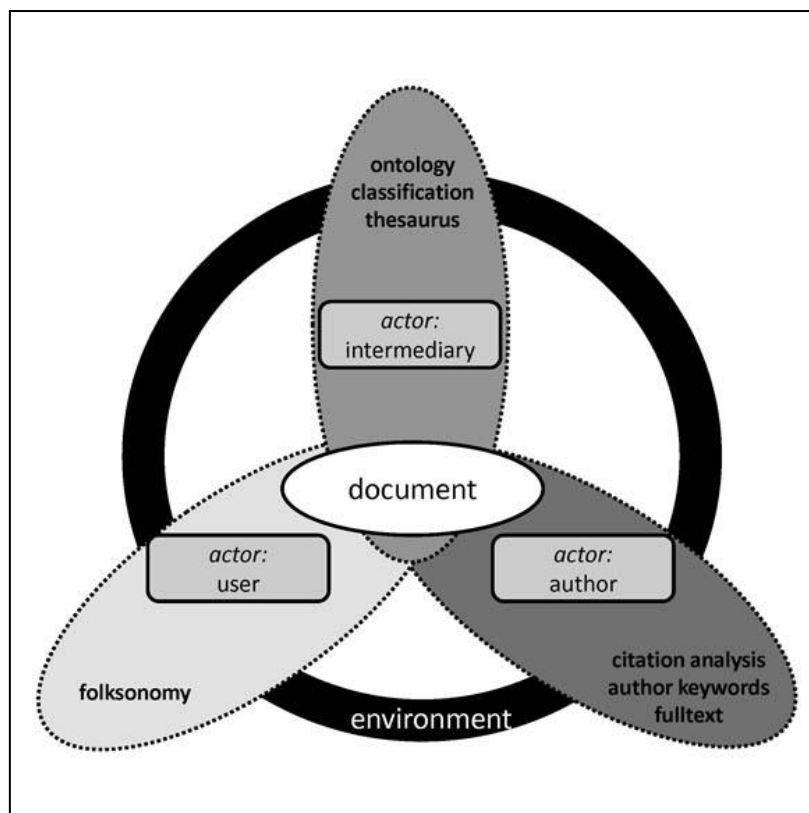 ontology
classification
thesaurus
actor:
intermediary
document
actor:
user
actor:
author
folksonomy
citation analysis
author keywords
fulltext
environment